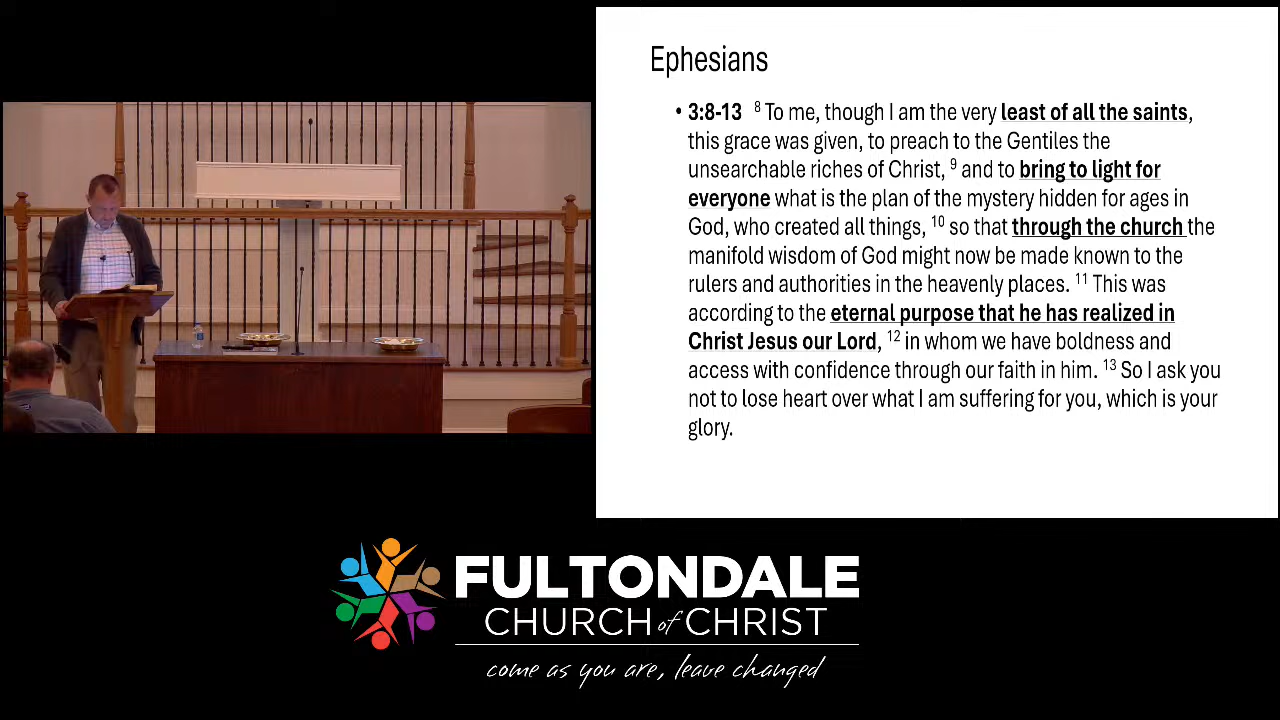 Ephesians
• 3:8-13 8 To me, though I am the very least of all the saints,
this grace was given, to preach to the Gentiles the
unsearchable riches of Christ, 9 and to bring to light for
everyone what is the plan of the mystery hidden for ages in
God, who created all things, 10 so that through the church the
manifold wisdom of God might now be made known to the
rulers and authorities in the heavenly places. 11 This was
according to the eternal purpose that he has realized in
Christ Jesus our Lord, 12 in whom we have boldness and
access with confidence through our faith in him. 13 So I ask you
not to lose heart over what I am suffering for you, which is your
glory.
FULTONDALE
CHURCH of CHRIST
come as you are, leave changed